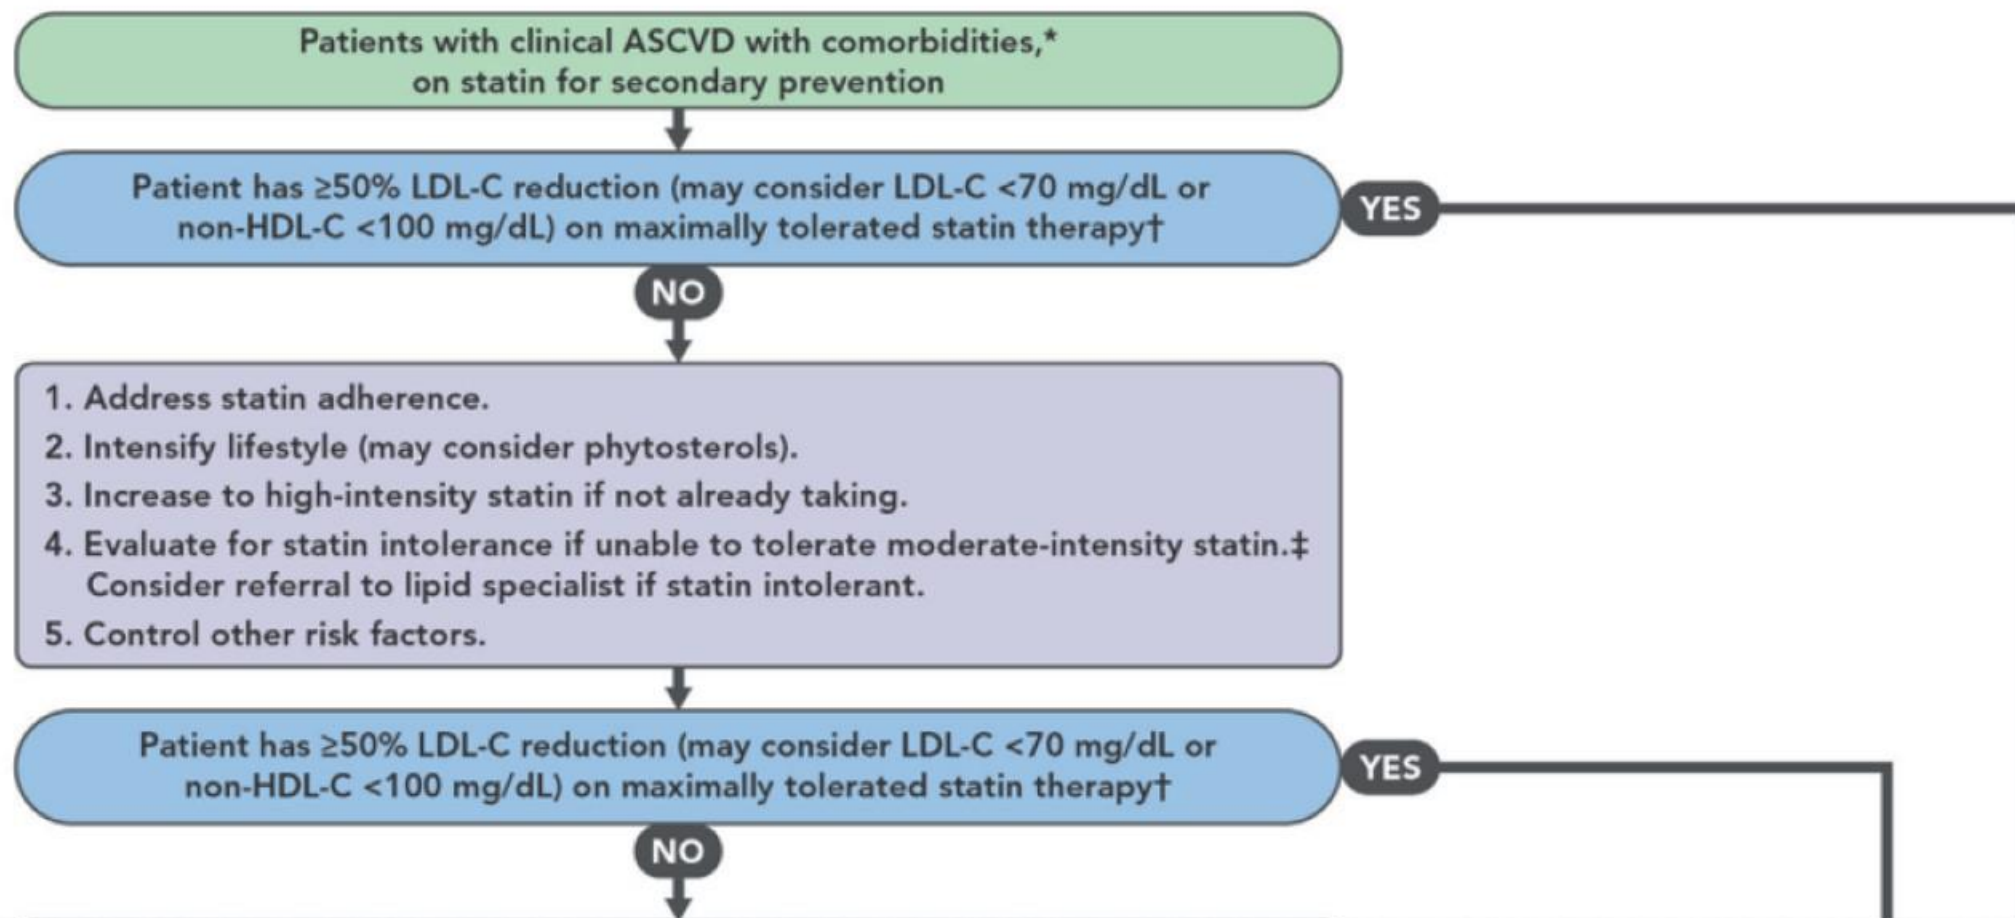 Patients with clinical ASCVD with comorbidities,*
on statin for secondary prevention
Patient has ≥50% LDL-C reduction (may consider LDL-C <70 mg/dL or
non-HDL-C <100 mg/dL) on maximally tolerated statin therapy†
YES
NO
1. Address statin adherence.
2. Intensify lifestyle (may consider phytosterols).
3. Increase to high-intensity statin if not already taking.
4. Evaluate for statin intolerance if unable to tolerate moderate-intensity statin.‡
Consider referral to lipid specialist if statin intolerant.
5. Control other risk factors.
Patient has ≥50% LDL-C reduction (may consider LDL-C <70 mg/dL or
non-HDL-C <100 mg/dL) on maximally tolerated statin therapy†
YES
NO